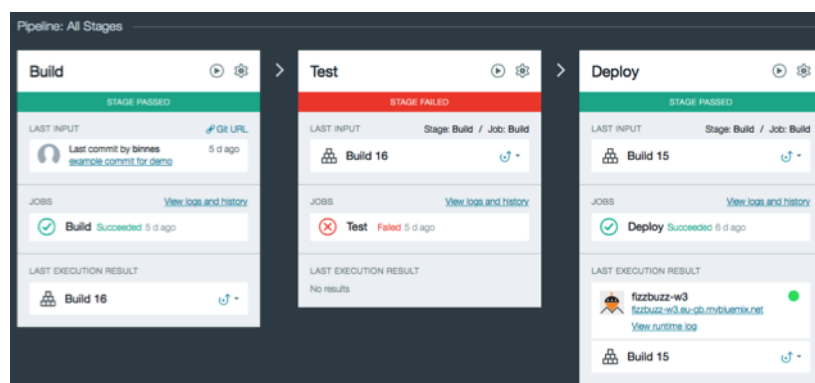 Pipeline: All Stages
Build
STAGE PASSED
LAST INPUT
Git URL
Last commit by binnes
5 d ago
example commit for demo
JOBS
View logs and history
Build Succeeded 5 d ago
LAST EXECUTION RESULT
Build 16
Test
STAGE FAILED
LAST INPUT
Stage: Build / Job: Build
Build 16
JOBS
View logs and history
Test Failed 5 d ago
LAST EXECUTION RESULT
No results
Deploy
STAGE PASSED
LAST INPUT
Stage: Build / Job: Build
Build 15
JOBS
View logs and history
Deploy Succeeded 6 d ago
LAST EXECUTION RESULT
fizzbuzz-w3
fizzbuzz-w3.eu-gb.mybluemix.net
View runtime log
Build 15